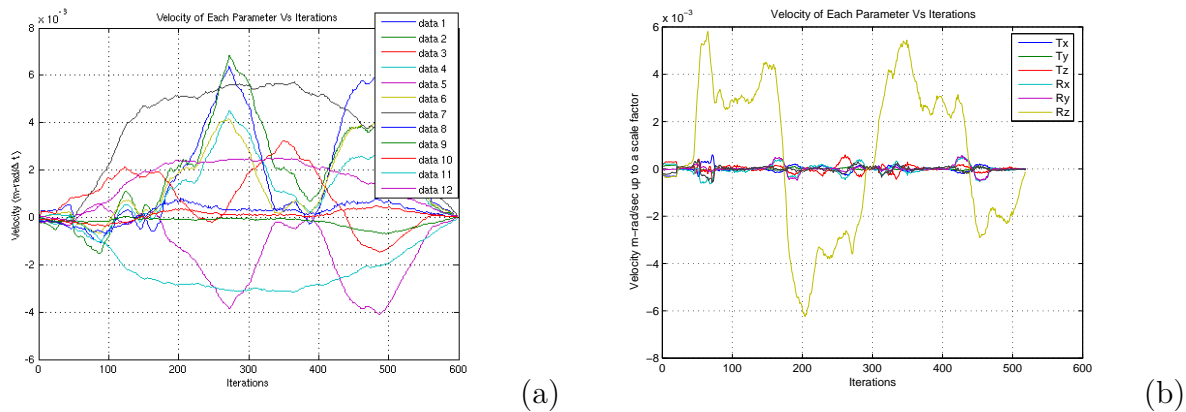 Velocity of Each Parameter Vs Iterations
8 x 10⁻³
6
4
2
0
-2
-4
-6
0 100 200 300 400 500 600
Velocity {m-rad/Δ t}
Iterations
data 1
data 2
data 3
data 4
data 5
data 6
data 7
data 8
data 9
data 10
data 11
data 12
(a)
Velocity of Each Parameter Vs Iterations
6 x 10⁻³
4
2
0
−2
−4
−6
−8
0 100 200 300 400 500 600
Velocity m−rad/sec up to a scale factor
Iterations
Tx
Ty
Tz
Rx
Ry
Rz
(b)